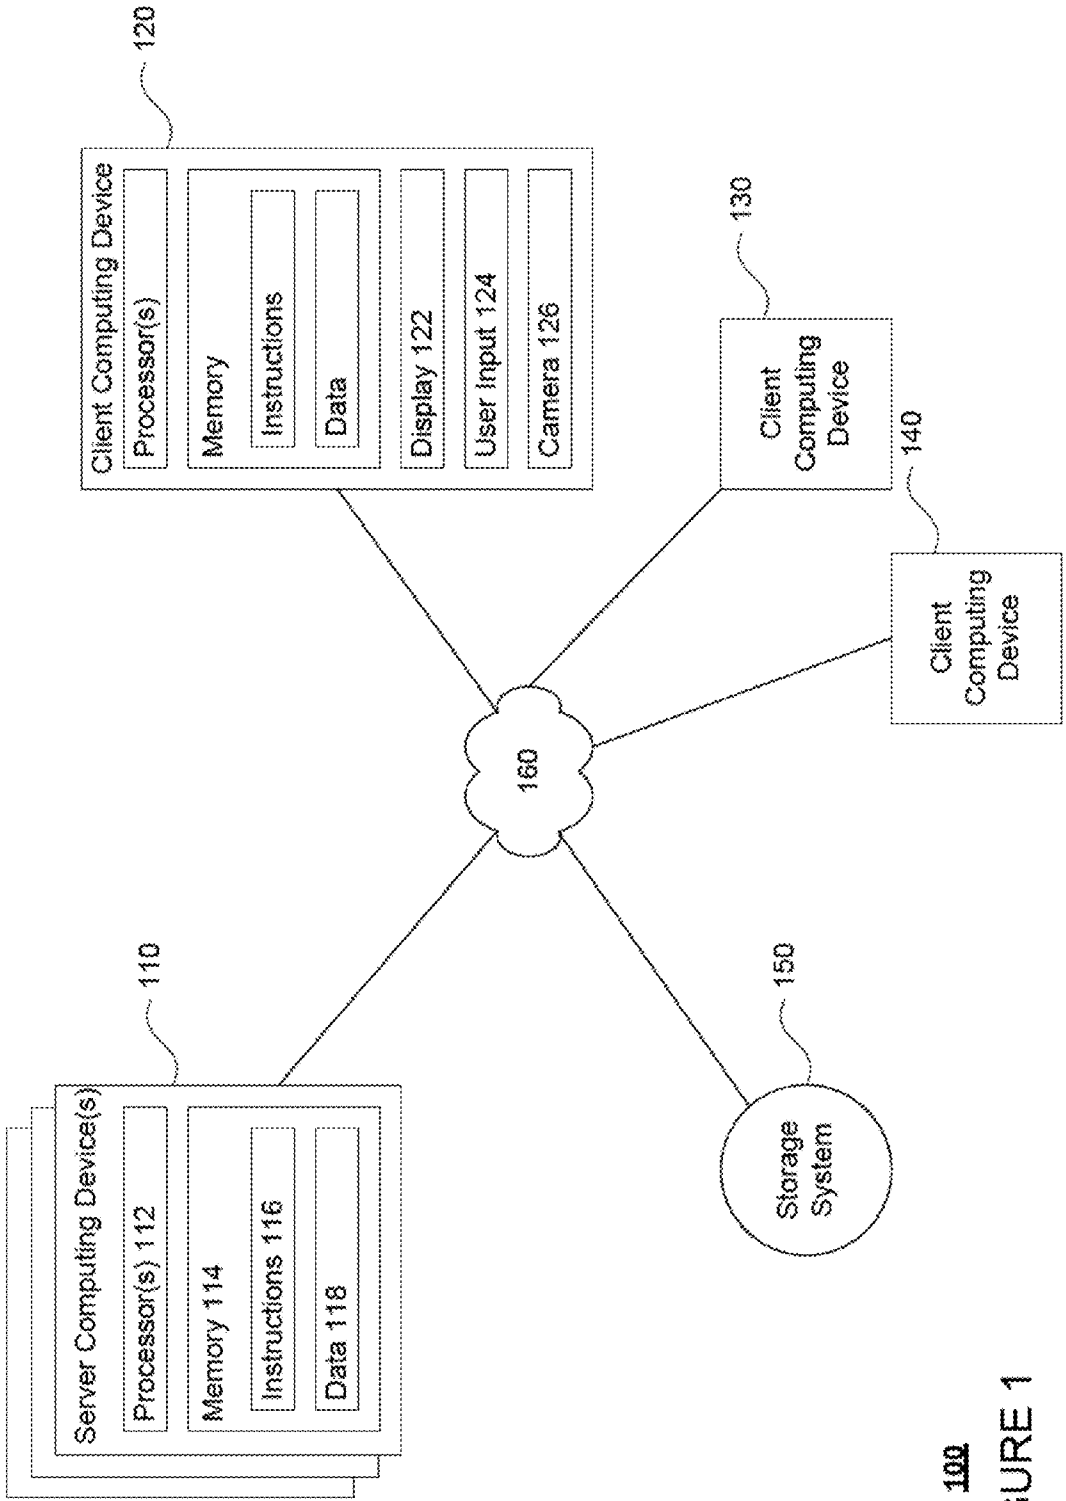 110
Server Computing Device(s)
Processor(s) 112
Memory 114
Instructions 116
Data 118
120
Client Computing Device
Processor(s)
Memory
Instructions
Data
Display 122
User Input 124
Camera 126
160
150
Storage
System
130
Client
Computing
Device
140
Client
Computing
Device
100
GURE 1